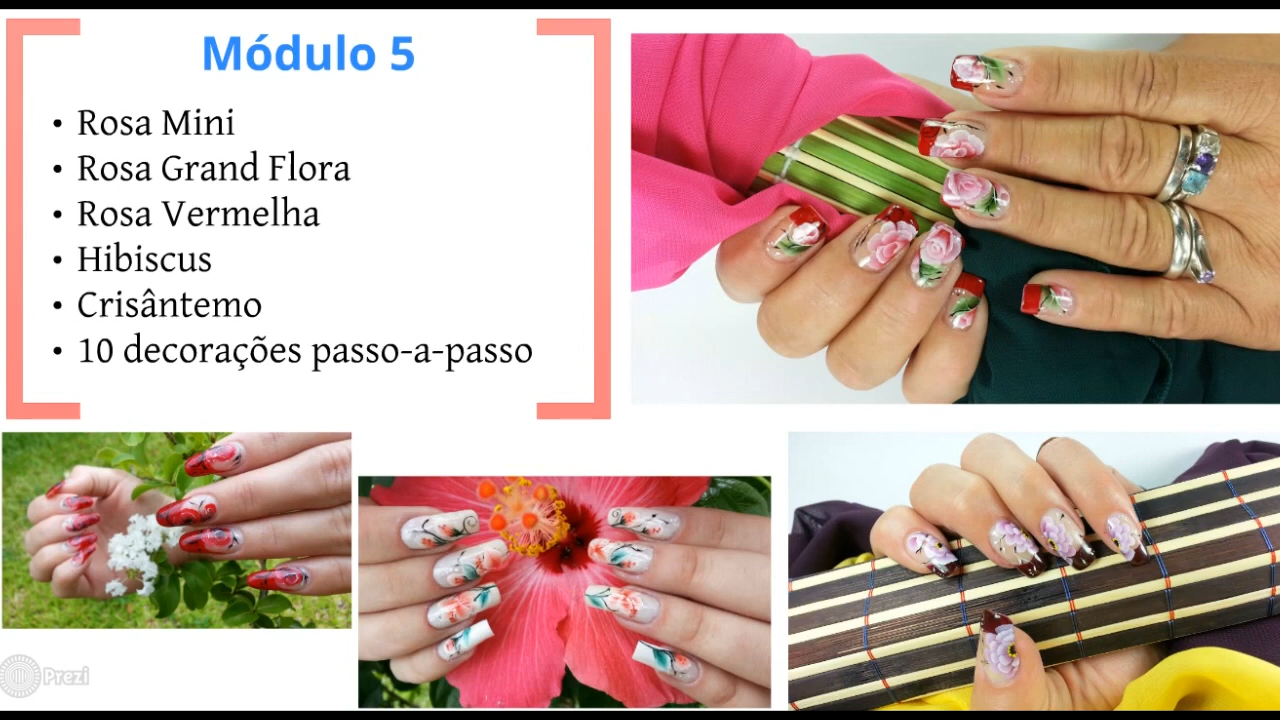 Módulo 5
• Rosa Mini
• Rosa Grand Flora
• Rosa Vermelha
• Hibiscus
• Crisântemo
• 10 decorações passo-a-passo
Prezi